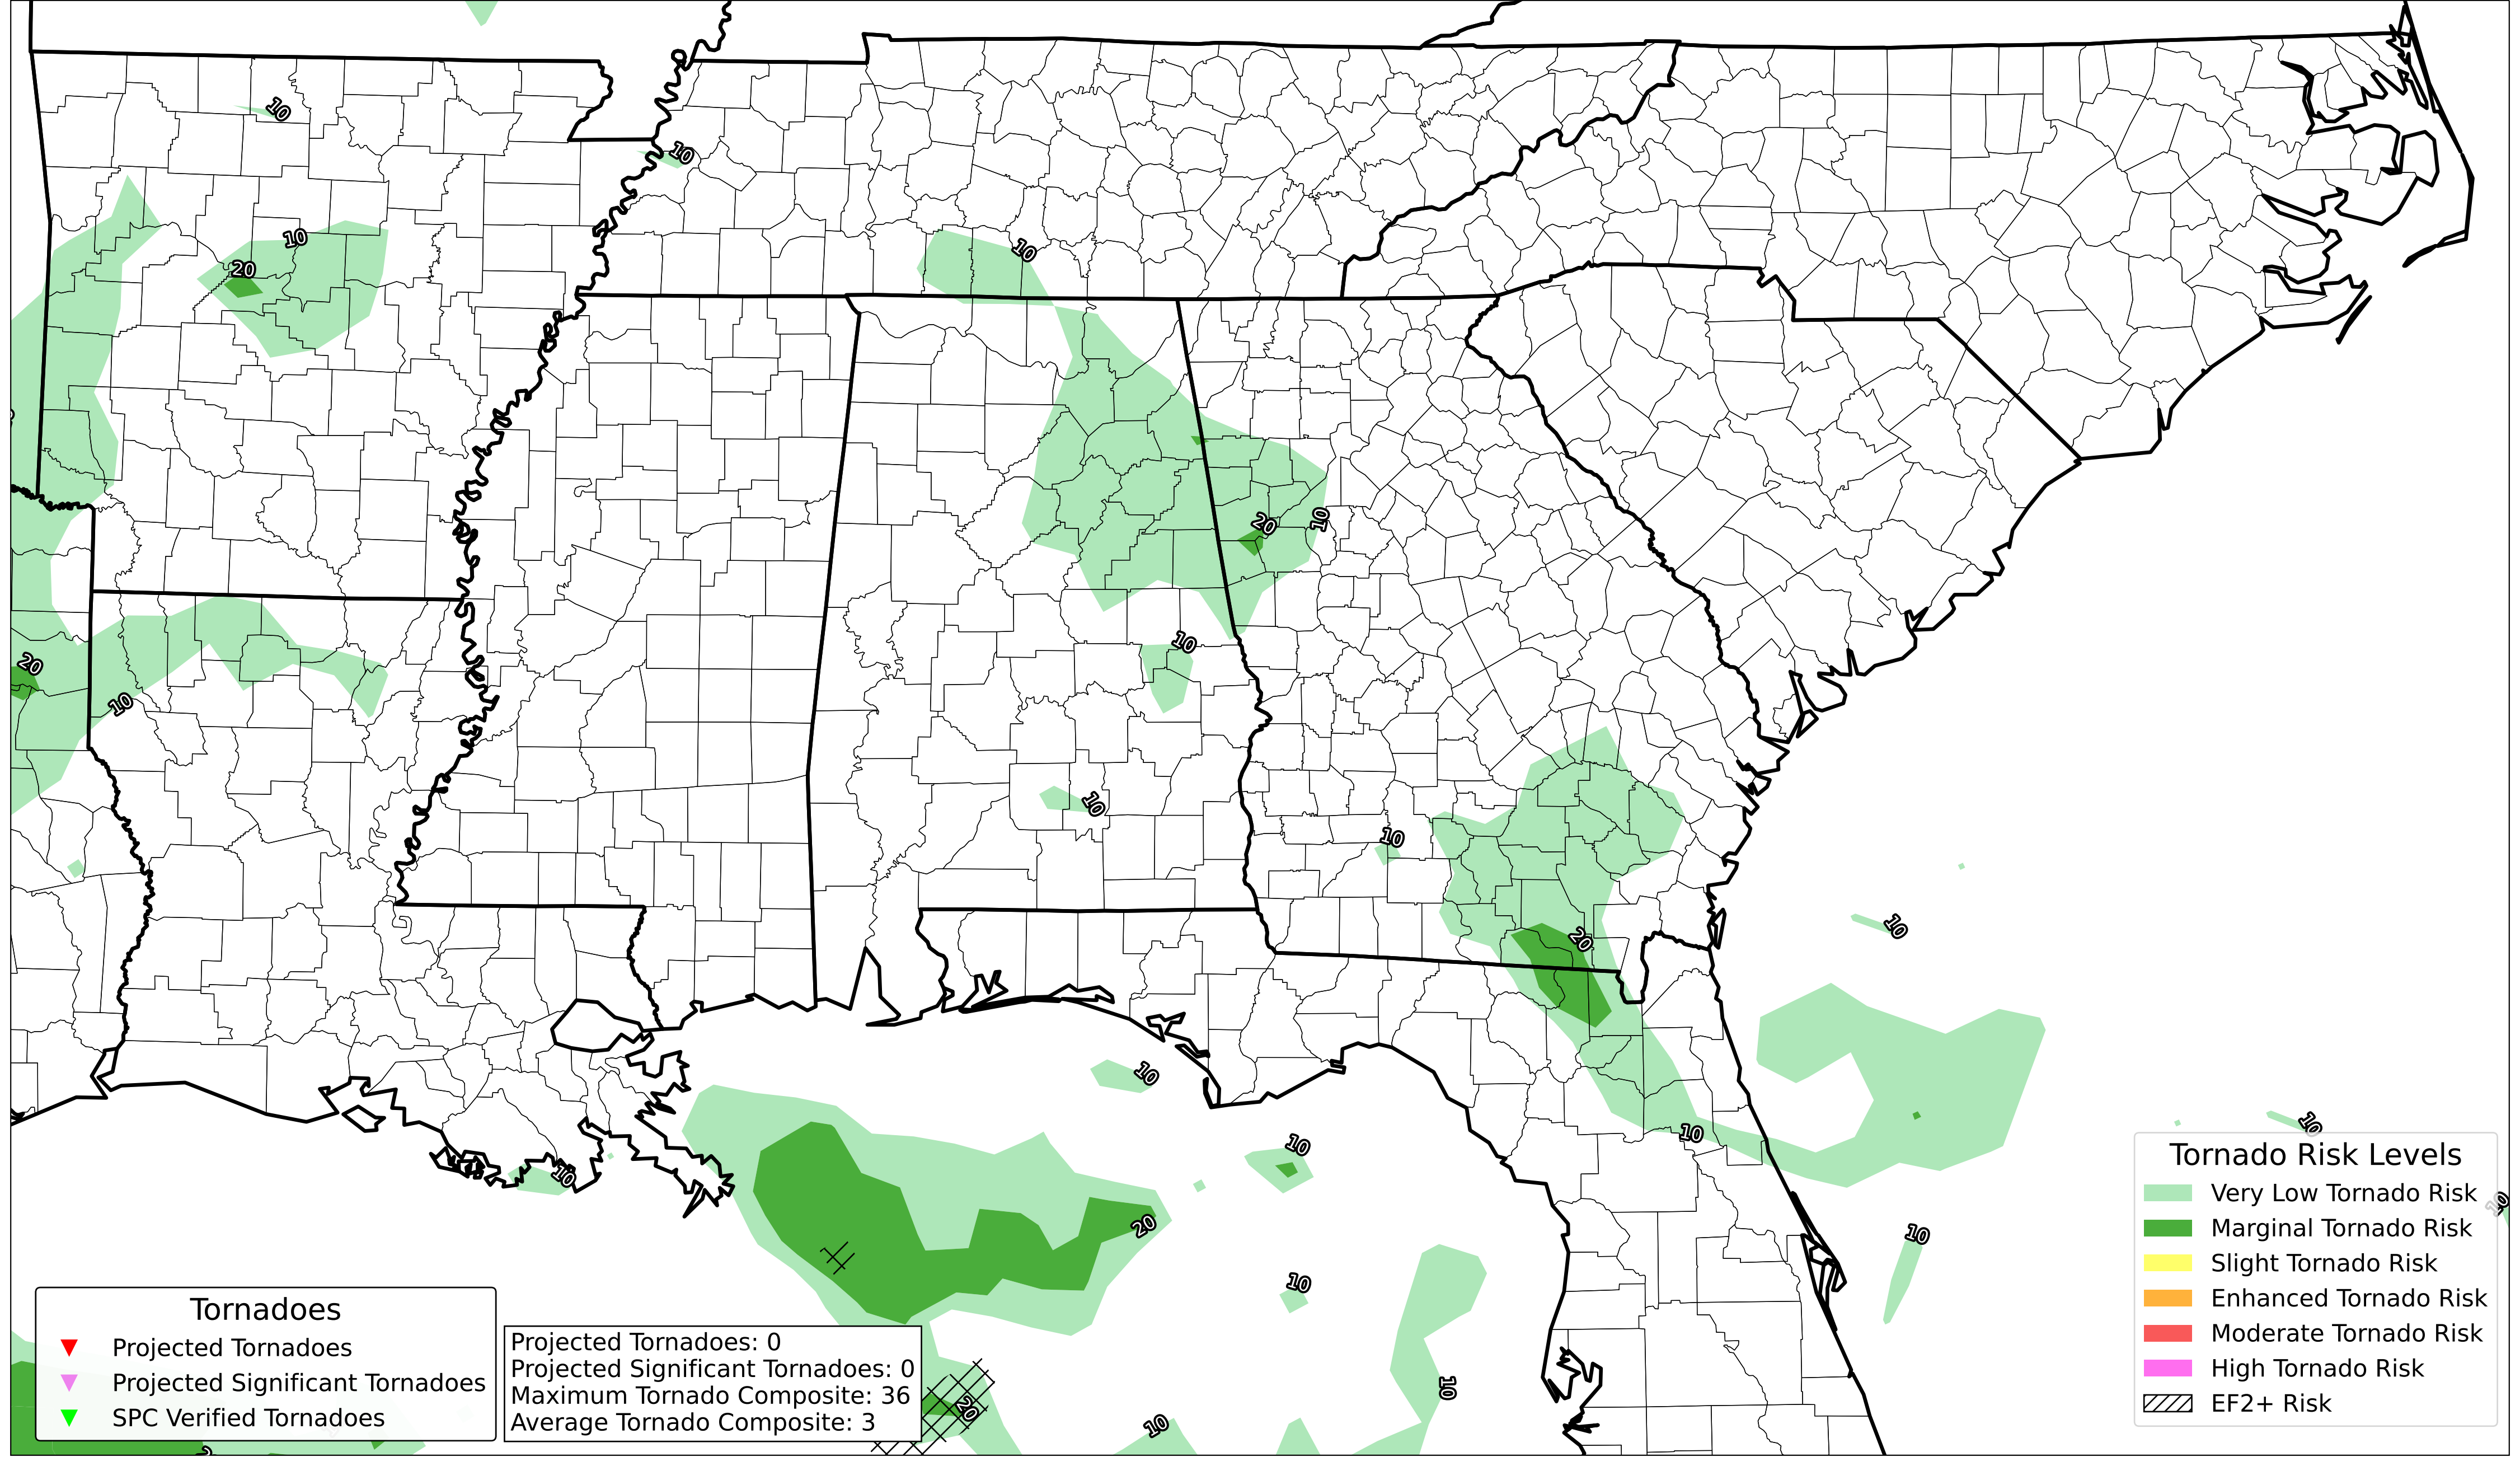 10
10
10
10
20
20
10
10
20
10
10
10
20
10
10
10
10
10
10
10
10
20
10
10
10
10
20
10
Tornado Risk Levels
Very Low Tornado Risk
Marginal Tornado Risk
Slight Tornado Risk
Enhanced Tornado Risk
Moderate Tornado Risk
High Tornado Risk
EF2+ Risk
Tornadoes
Projected Tornadoes
Projected Significant Tornadoes
SPC Verified Tornadoes
Projected Tornadoes: 0
Projected Significant Tornadoes: 0
Maximum Tornado Composite: 36
Average Tornado Composite: 3